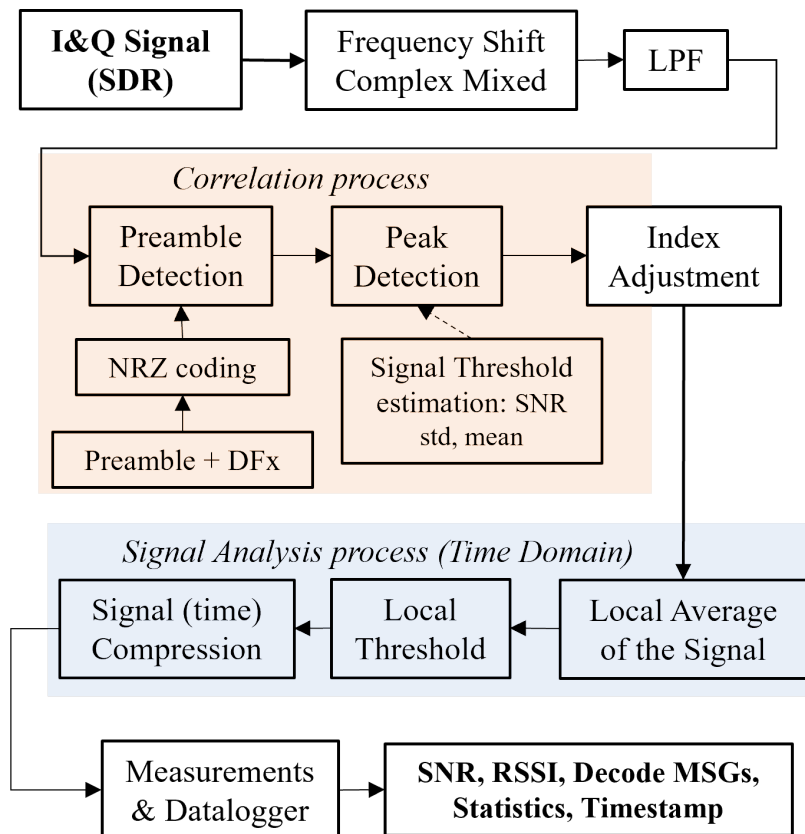 I&Q Signal
(SDR)
Frequency Shift
Complex Mixed
LPF
Correlation process
Preamble
Detection
Peak
Detection
Index
Adjustment
NRZ coding
Signal Threshold
estimation: SNR
std, mean
Preamble + DFx
Signal Analysis process (Time Domain)
Signal (time)
Compression
Local
Threshold
Local Average
of the Signal
Measurements
& Datalogger
SNR, RSSI, Decode MSGs,
Statistics, Timestamp